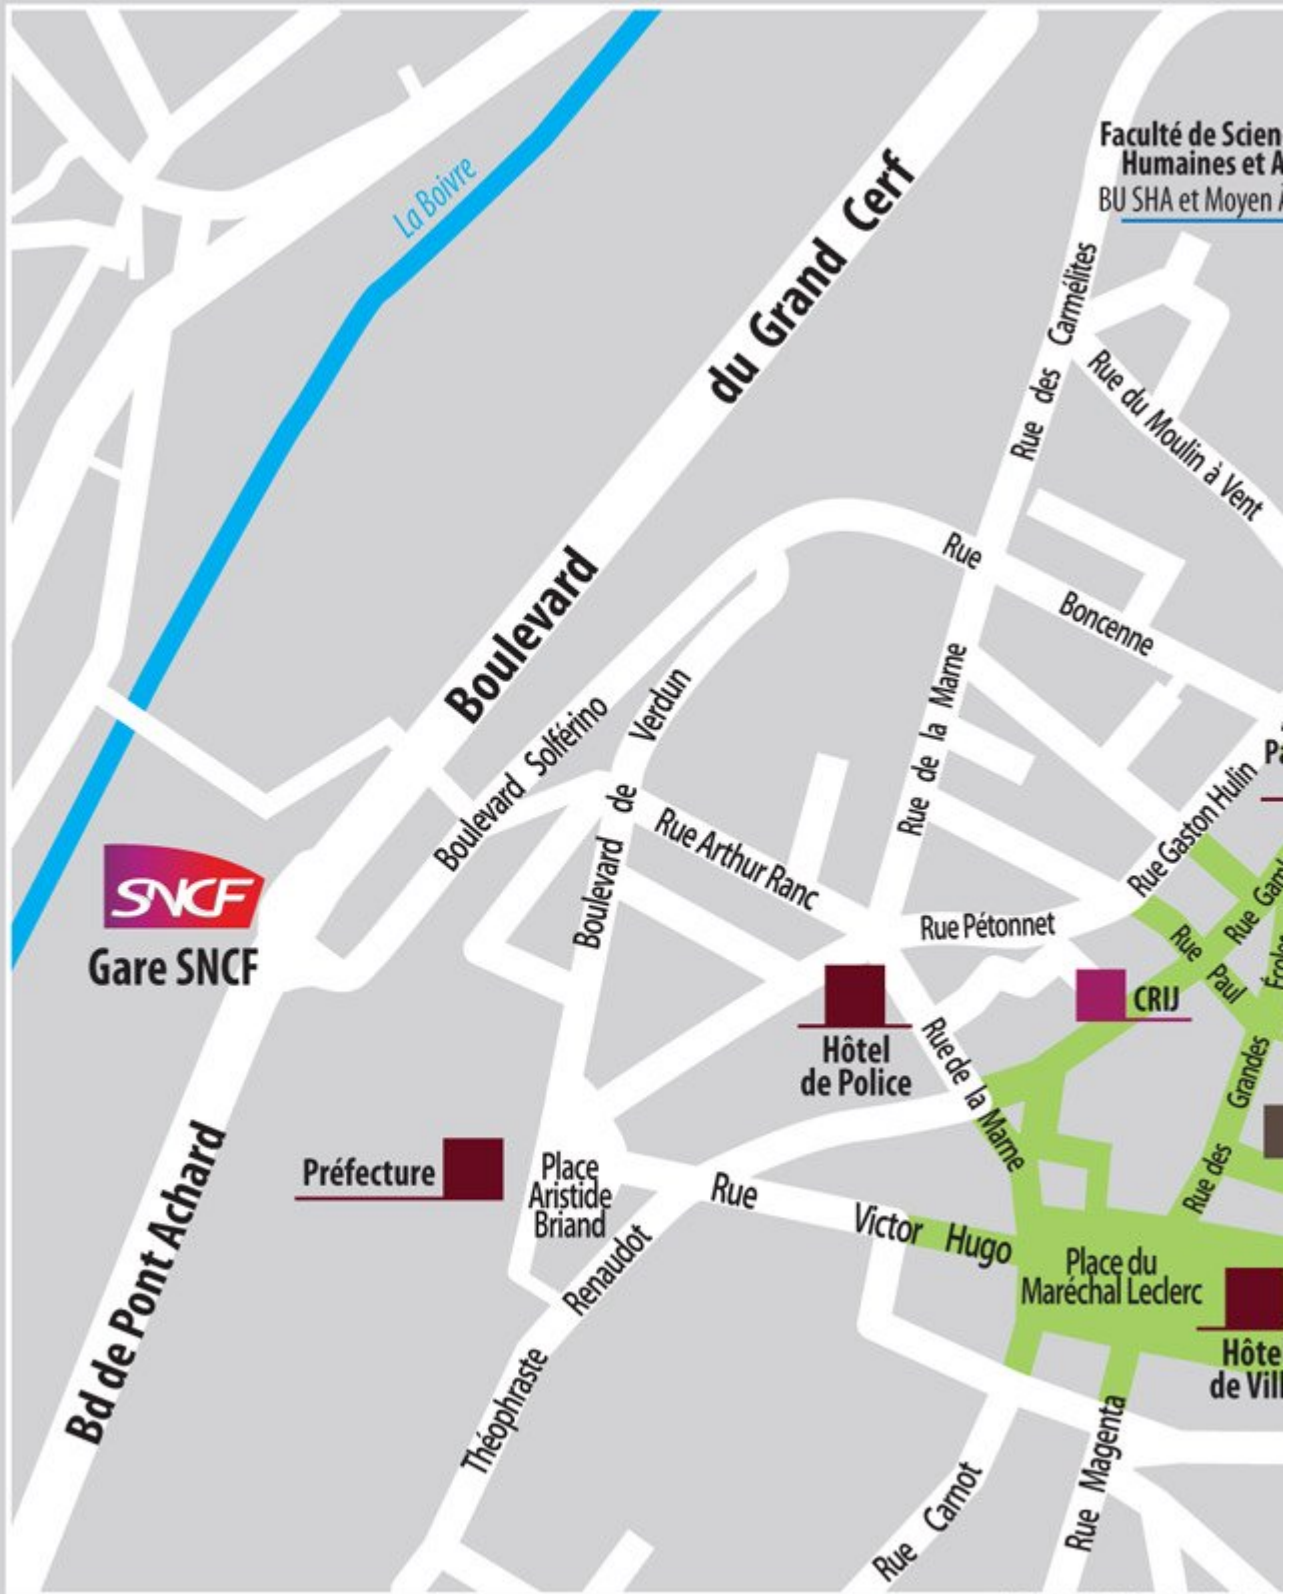 La Boivre
Faculté de Scien
Humaines et A
BU SHA et Moyen Â
Boulevard du Grand Cerf
Rue des Carmélites
Rue du Moulin à Vent
Rue Boncenne
Boulevard Solférino
Boulevard de Verdun
Rue de la Marne
Pa
Rue Gaston Hulin
Rue Arthur Ranc
SNCF
Gare SNCF
Rue Pétonnet
Rue Gam
Rue Paul
CRIJ
Rue des Grandes Écoles
Hôtel
de Police
Rue de la Marne
Bd de Pont Achard
Préfecture
Place
Aristide
Briand
Rue Victor Hugo
Théophraste Renaudot
Place du
Maréchal Leclerc
Hôte
de Vill
Rue Carnot
Rue Magenta